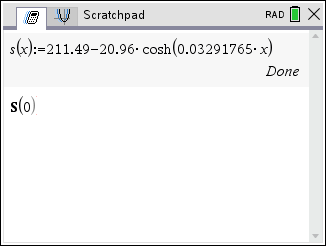 Scratchpad RAD
s(x):=211.49−20.96· cosh(0.03291765· x)
Done
s(0)